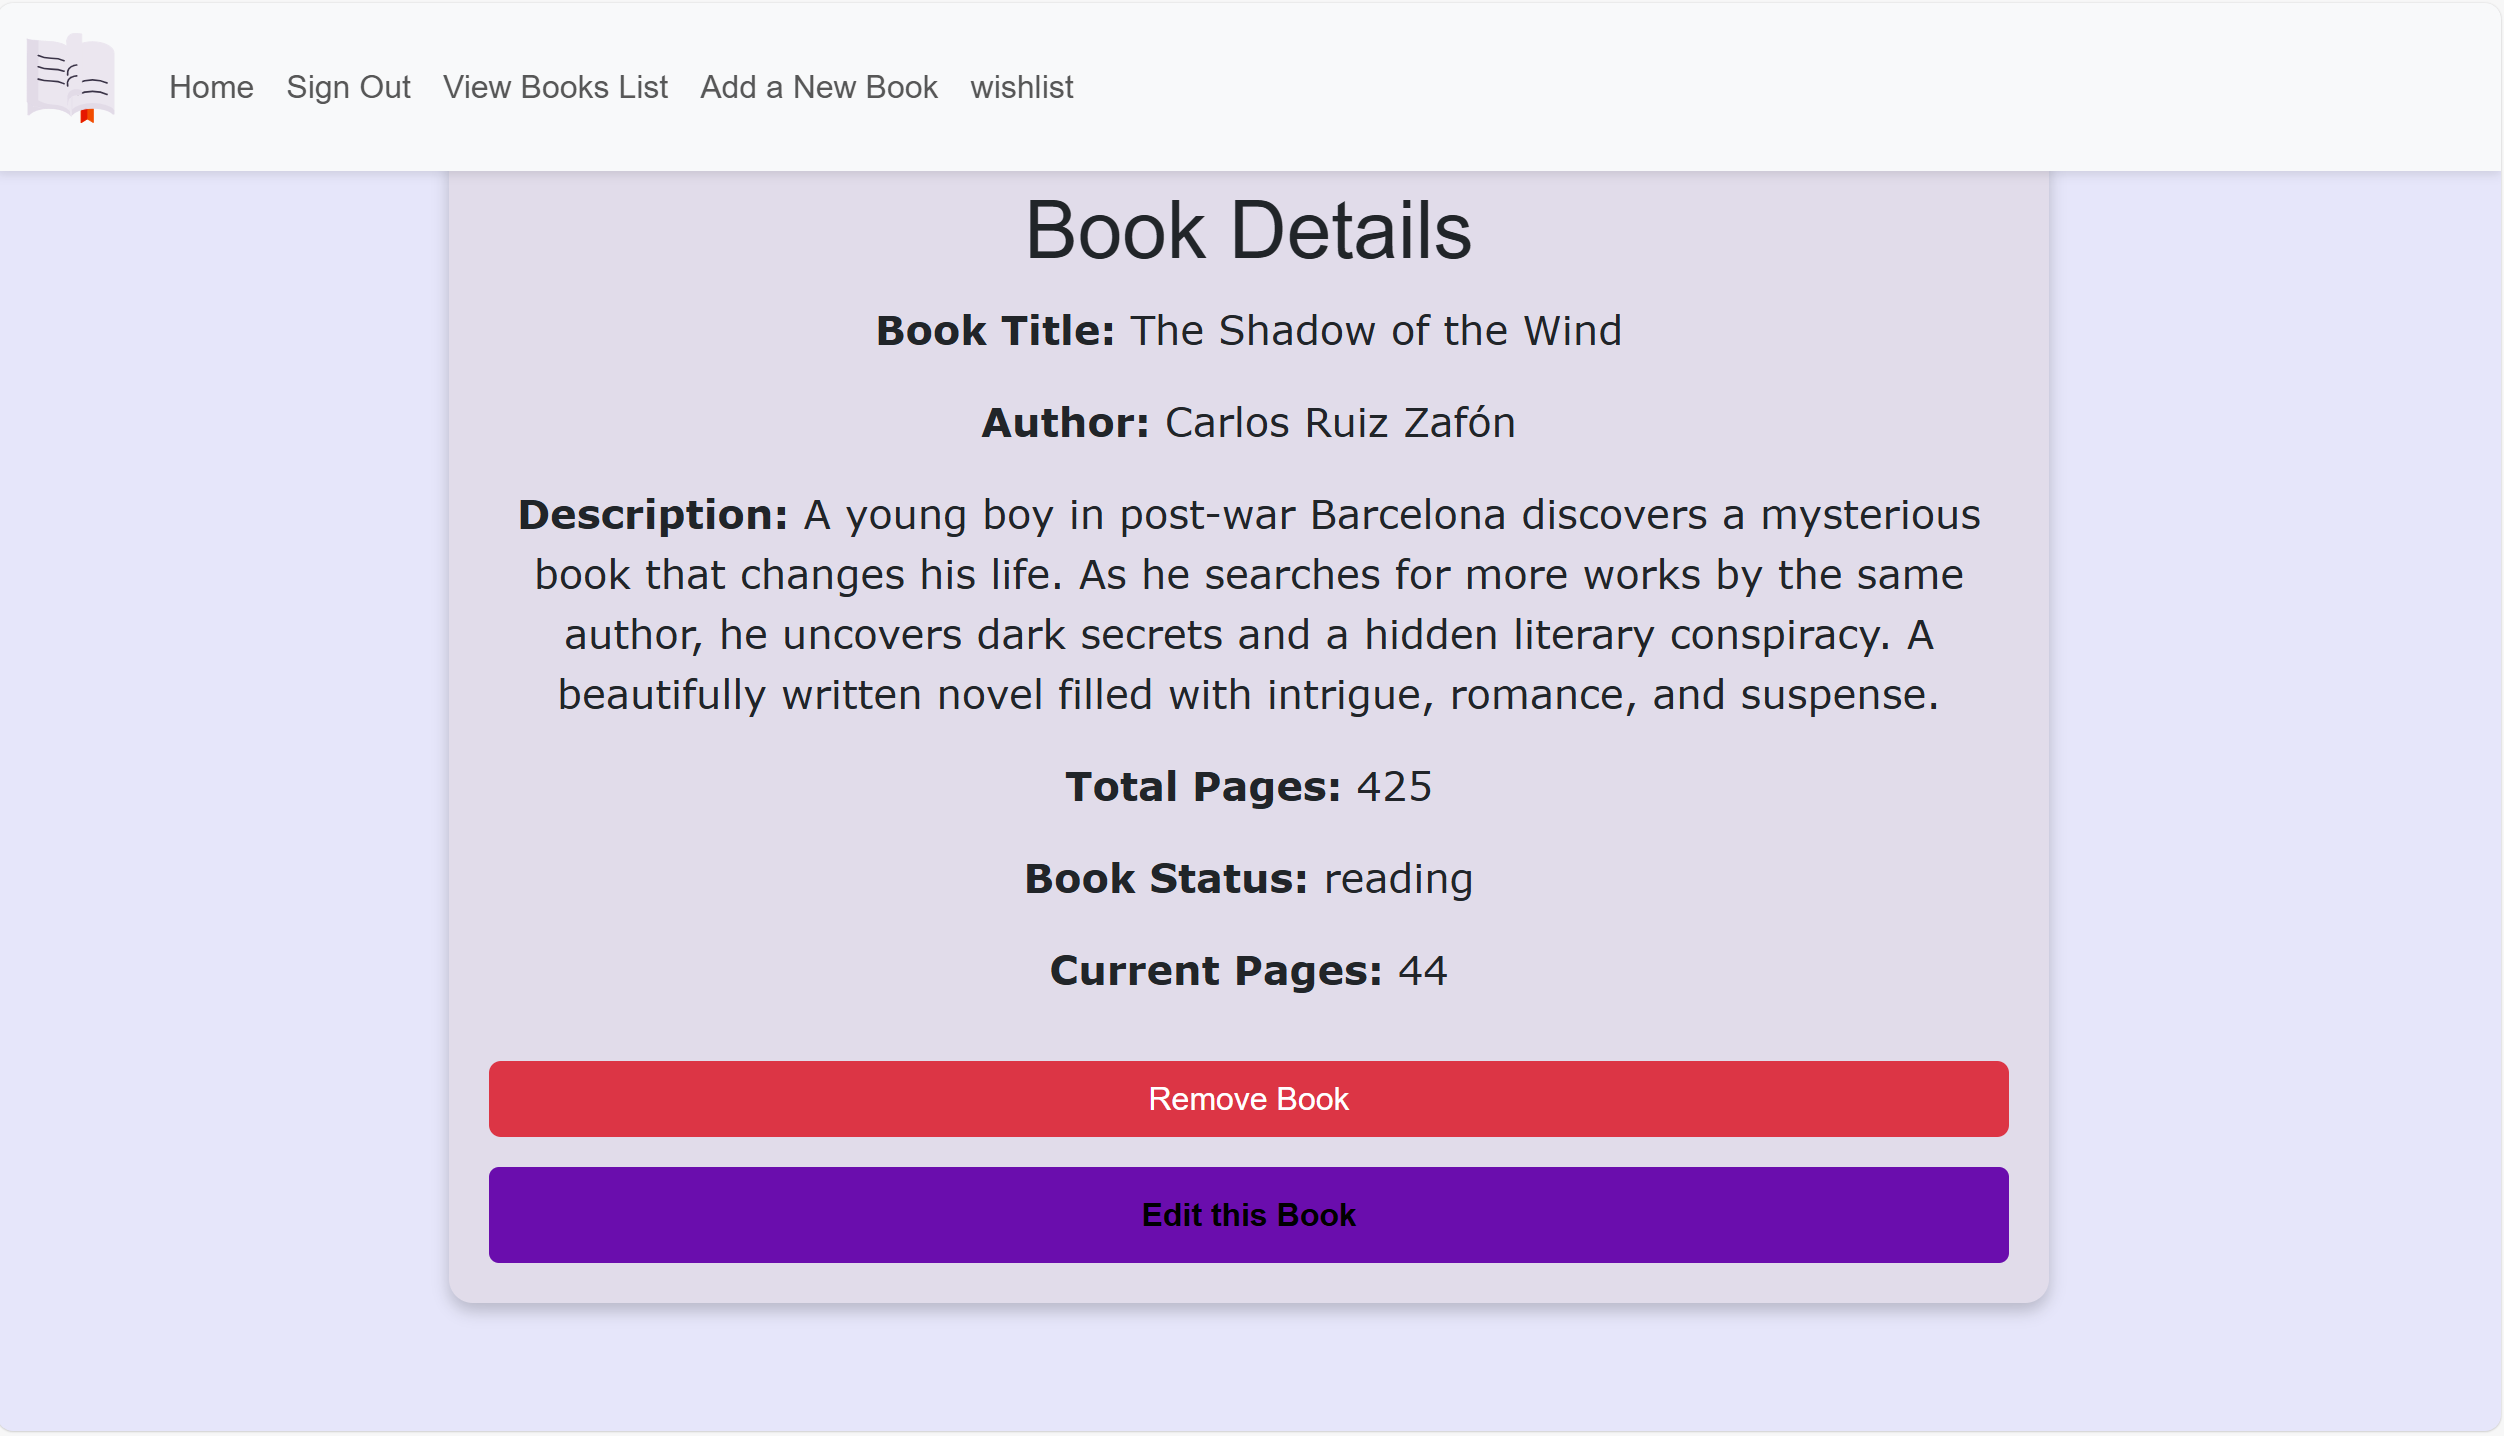 Home Sign Out View Books List Add a New Book wishlist
Book Details
Book Title: The Shadow of the Wind
Author: Carlos Ruiz Zafón
Description: A young boy in post-war Barcelona discovers a mysterious
book that changes his life. As he searches for more works by the same
author, he uncovers dark secrets and a hidden literary conspiracy. A
beautifully written novel filled with intrigue, romance, and suspense.
Total Pages: 425
Book Status: reading
Current Pages: 44
Remove Book
Edit this Book